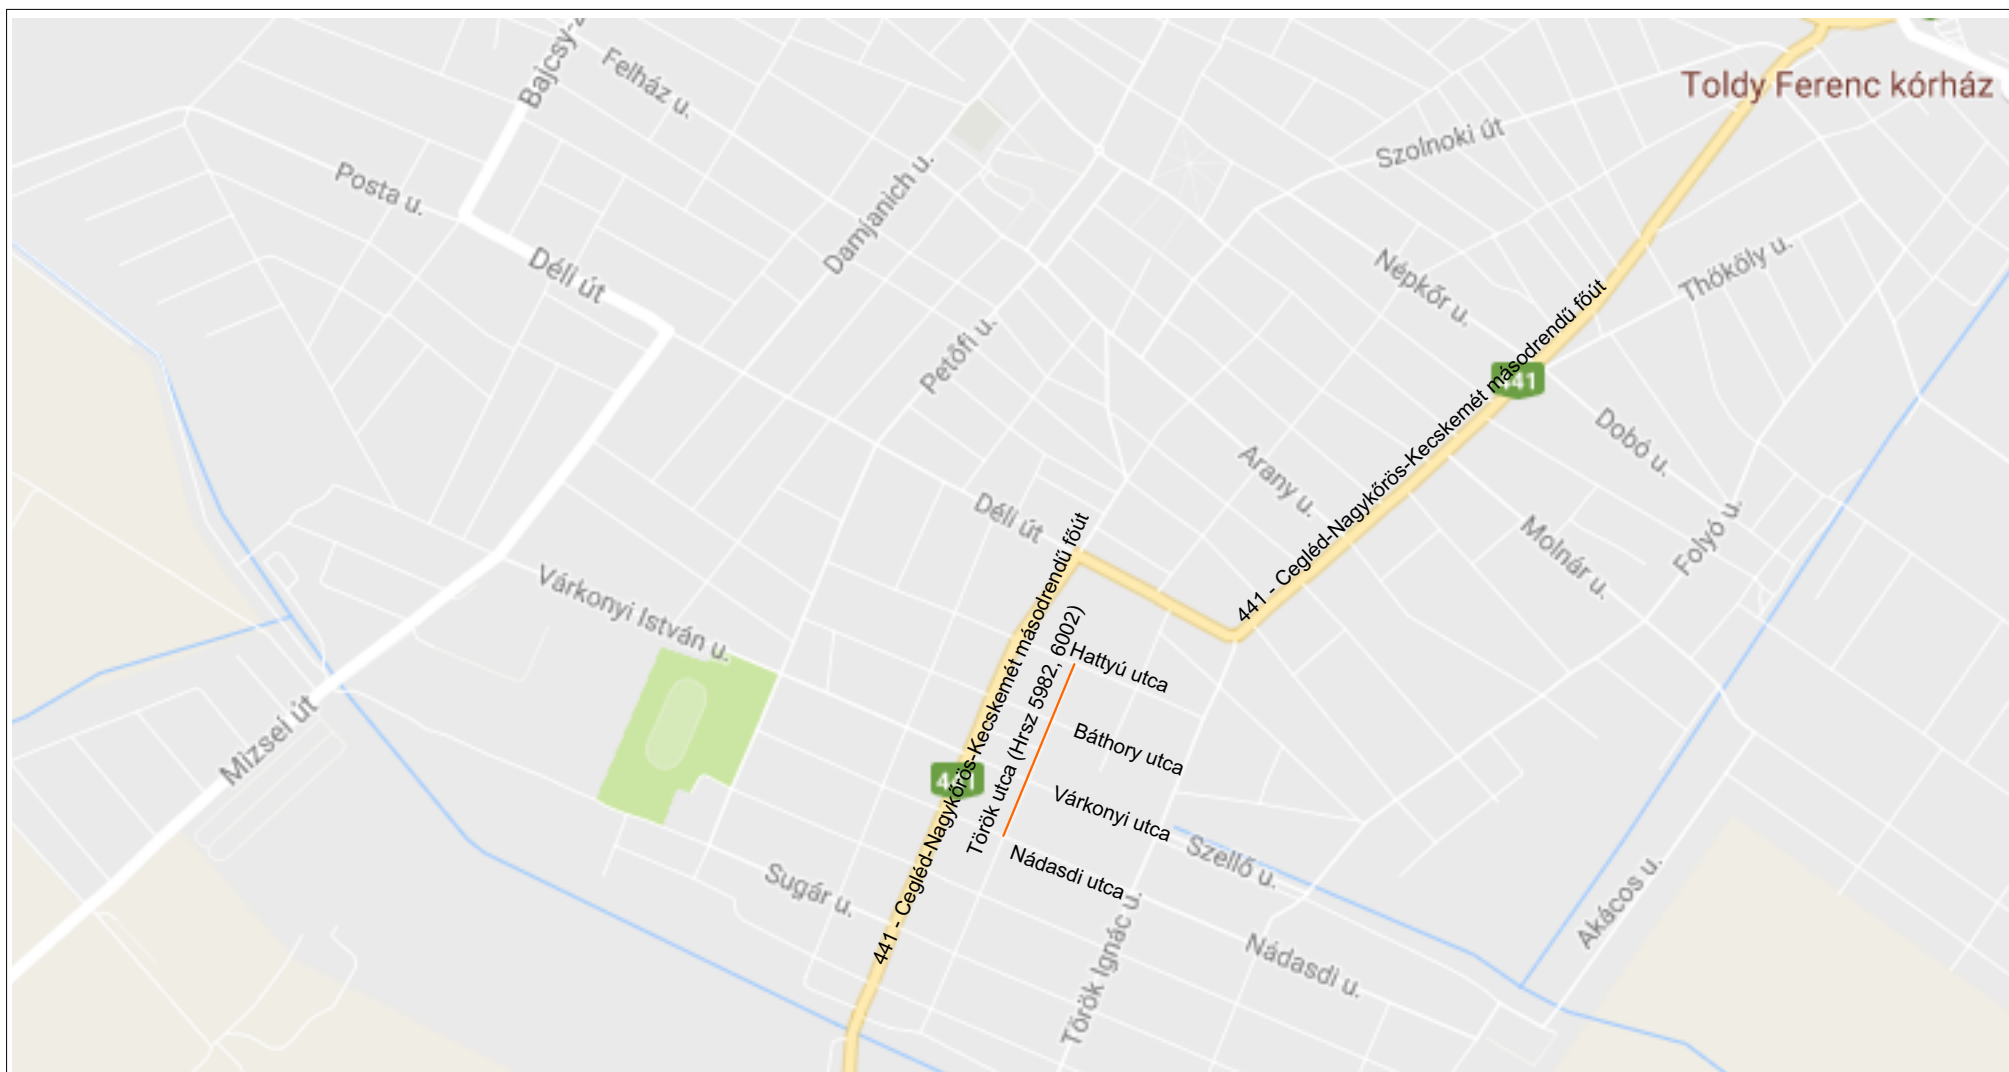 Bajcsy-
Felház u.
Toldy Ferenc kórház
Szolnoki út
Posta u.
Damjanich u.
Déli út
Népkőr u.
Thököly u.
Petőfi u.
441 - Cegléd-Nagykőrös-Kecskemét másodrendű főút
441
Dobó u.
Arany u.
Déli út
Molnár u.
Folyó u.
Várkonyi István u.
441 - Cegléd-Nagykőrös-Kecskemét másodrendű főút
Török utca (Hrsz 5982, 6002)
Hattyú utca
Mizsei út
Báthory utca
441
Várkonyi utca
Szellő u.
Nádasdi utca
Sugár u.
Akácos u.
Török Ignác u.
Nádasdi u.